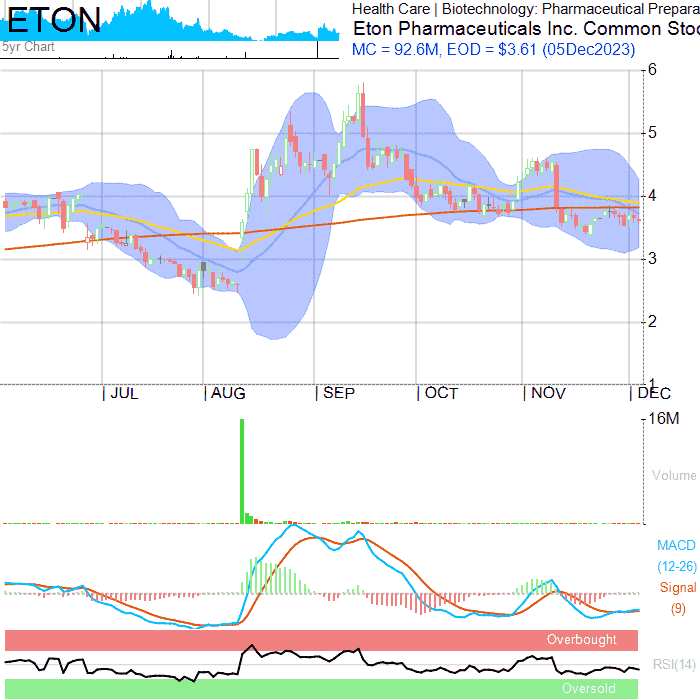 ETON
5yr Chart
Health Care | Biotechnology: Pharmaceutical Prepara
Eton Pharmaceuticals Inc. Common Stoc
MC = 92.6M, EOD = $3.61 (05Dec2023)
6
5
4
3
2
1
JUL AUG SEP OCT NOV DEC
16M
Volume
MACD
(12-26)
Signal
(9)
Overbought
RSI(14)
Oversold